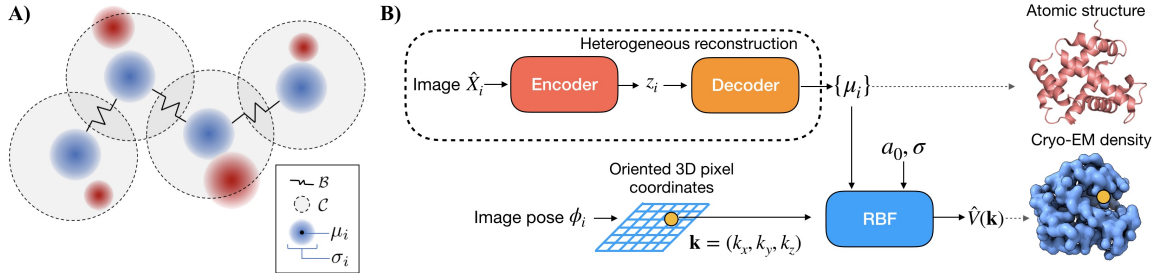 A)
ℬ
𝒞
μᵢ
σᵢ
B)
Heterogeneous reconstruction
Image X̂ᵢ
Encoder
zᵢ
Decoder
{μᵢ}
Atomic structure
Cryo-EM density
a₀, σ
Oriented 3D pixel
coordinates
Image pose ϕᵢ
RBF
V̂(k)
k = (kₓ, kᵧ, k_z)